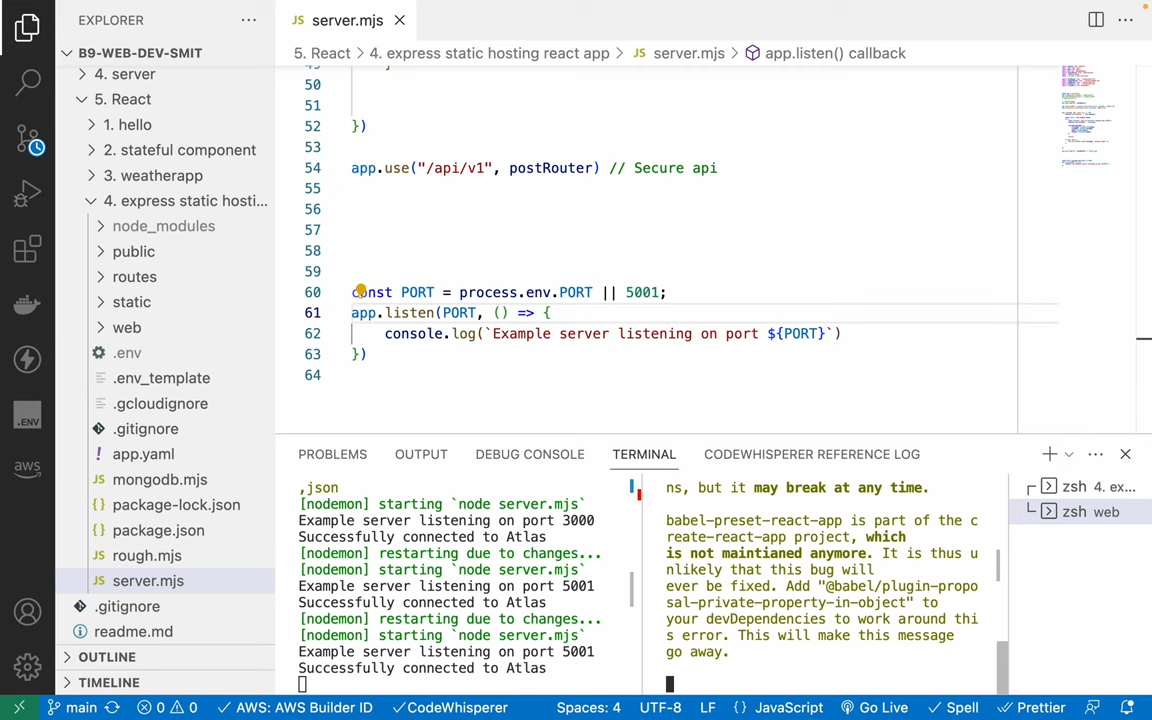 EXPLORER
···
JS server.mjs
···
B9-WEB-DEV-SMIT
5. React > 4. express static hosting react app > JS server.mjs > app.listen() callback
4. server
5. React
1. hello
2. stateful component
3. weatherapp
4. express static hosti...
node_modules
public
routes
static
web
.env
.env_template
.gcloudignore
.gitignore
! app.yaml
JS mongodb.mjs
{} package-lock.json
{} package.json
JS rough.mjs
JS server.mjs
.gitignore
readme.md
OUTLINE
TIMELINE
.ENV
aws
50
51
52 })
53
54 app.use("/api/v1", postRouter) // Secure api
55
56
57
58
59
60 const PORT = process.env.PORT || 5001;
61 app.listen(PORT, () => {
62 console.log(`Example server listening on port ${PORT}`)
63 })
64
PROBLEMS OUTPUT DEBUG CONSOLE TERMINAL CODEWHISPERER REFERENCE LOG
,json
[nodemon] starting `node server.mjs`
Example server listening on port 3000
Successfully connected to Atlas
[nodemon] restarting due to changes...
[nodemon] starting `node server.mjs`
Example server listening on port 5001
Successfully connected to Atlas
[nodemon] restarting due to changes...
[nodemon] starting `node server.mjs`
Example server listening on port 5001
Successfully connected to Atlas
ns, but it may break at any time.
babel-preset-react-app is part of the c
reate-react-app project, which
is not maintianed anymore. It is thus u
nlikely that this bug will
ever be fixed. Add "@babel/plugin-propo
sal-private-property-in-object" to
your devDependencies to work around thi
s error. This will make this message
go away.
zsh 4. ex...
zsh web
main 0 0 AWS: AWS Builder ID CodeWhisperer Spaces: 4 UTF-8 LF {} JavaScript Go Live Spell Prettier